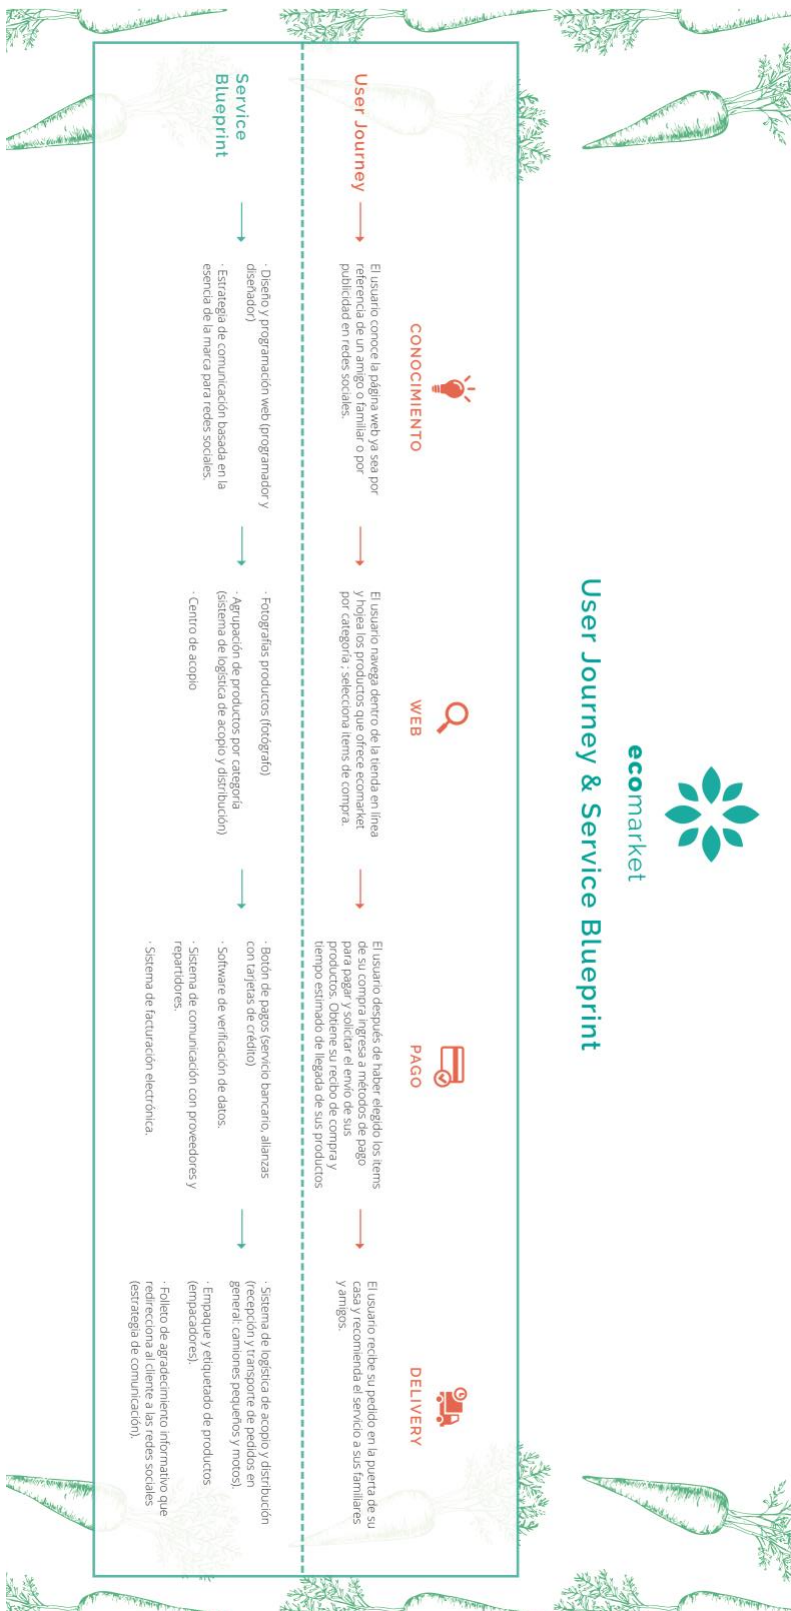 ecomarket
User Journey & Service Blueprint
CONOCIMIENTO
WEB
PAGO
DELIVERY
User Journey
El usuario conoce la página web ya sea por
referencia de un amigo o familiar o por
publicidad en redes sociales.
El usuario navega dentro de la tienda en línea
y hojea los productos que ofrece ecomarket
por categoría ; selecciona items de compra.
El usuario después de haber elegido los items
de su compra ingresa a métodos de pago
para pagar y solicitar el envío de sus
productos. Obtiene su recibo de compra y
tiempo estimado de llegada de sus productos
El usuario recibe su pedido en la puerta de su
casa y recomienda el servicio a sus familiares
y amigos.
Service
Blueprint
· Diseño y programación web (programador y
diseñador)
· Estrategia de comunicación basada en la
esencia de la marca para redes sociales.
· Fotografías productos (fotógrafo)
· Agrupación de productos por categoría
(sistema de logística de acopio y distribución)
· Centro de acopio
· Botón de pagos (servicio bancario, alianzas
con tarjetas de crédito)
· Software de verificación de datos.
· Sistema de comunicación con proveedores y
repartidores.
· Sistema de facturación electrónica.
· Sistema de logística de acopio y distribución
(recepción y transporte de pedidos en
general: camiones pequeños y motos).
· Empaque y etiquetado de productos
(empacadores).
· Folleto de agradecimiento informativo que
redirecciona al cliente a las redes sociales
(estrategia de comunicación).